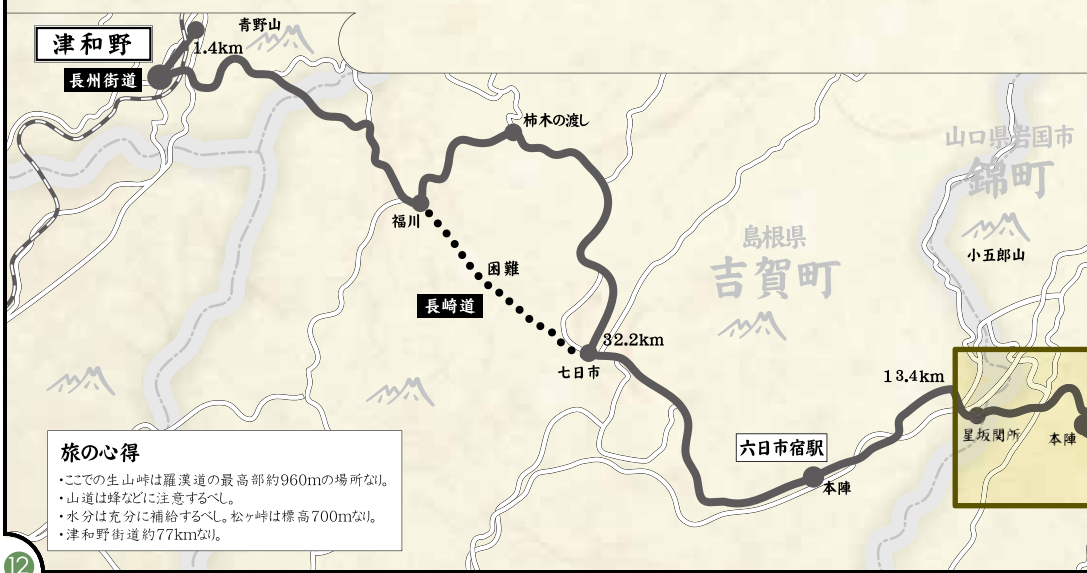 青野山
津和野
1.4km
長州街道
柿木の渡し
山口県岩国市
錦町
福川
島根県
吉賀町
小五郎山
困難
長崎道
32.2km
七日市
13.4km
星坂関所
本陣
六日市宿駅
本陣
旅の心得
・ここでの生山峠は羅漢道の最高部約960mの場所なり。
・山道は蜂などに注意するべし。
・水分は充分に補給するべし。松ヶ峠は標高700mなり。
・津和野街道約77kmなり。
12